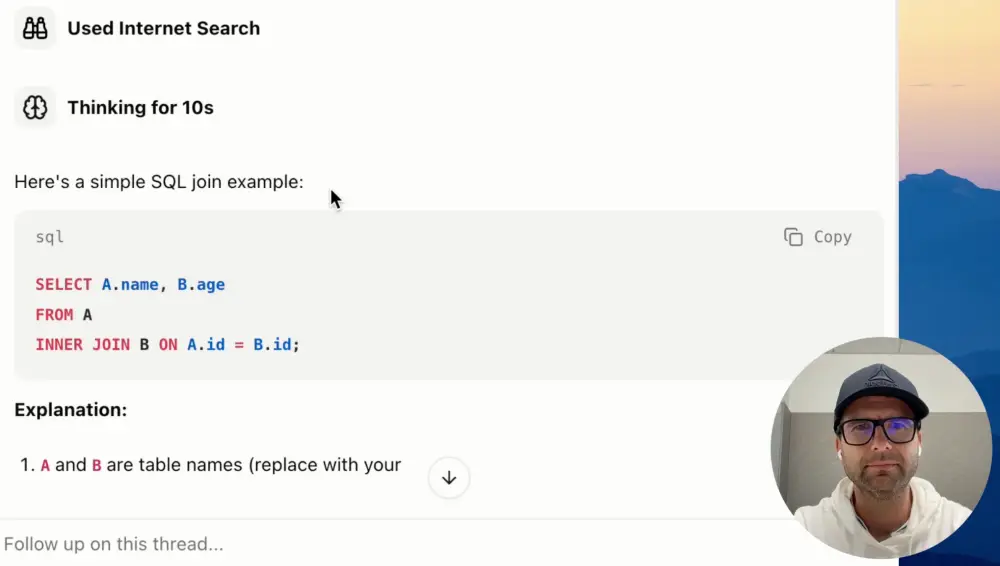 Used Internet Search
Thinking for 10s
Here's a simple SQL join example:
sql
Copy
SELECT A.name, B.age
FROM A
INNER JOIN B ON A.id = B.id;
Explanation:
1. A and B are table names (replace with your
Follow up on this thread...